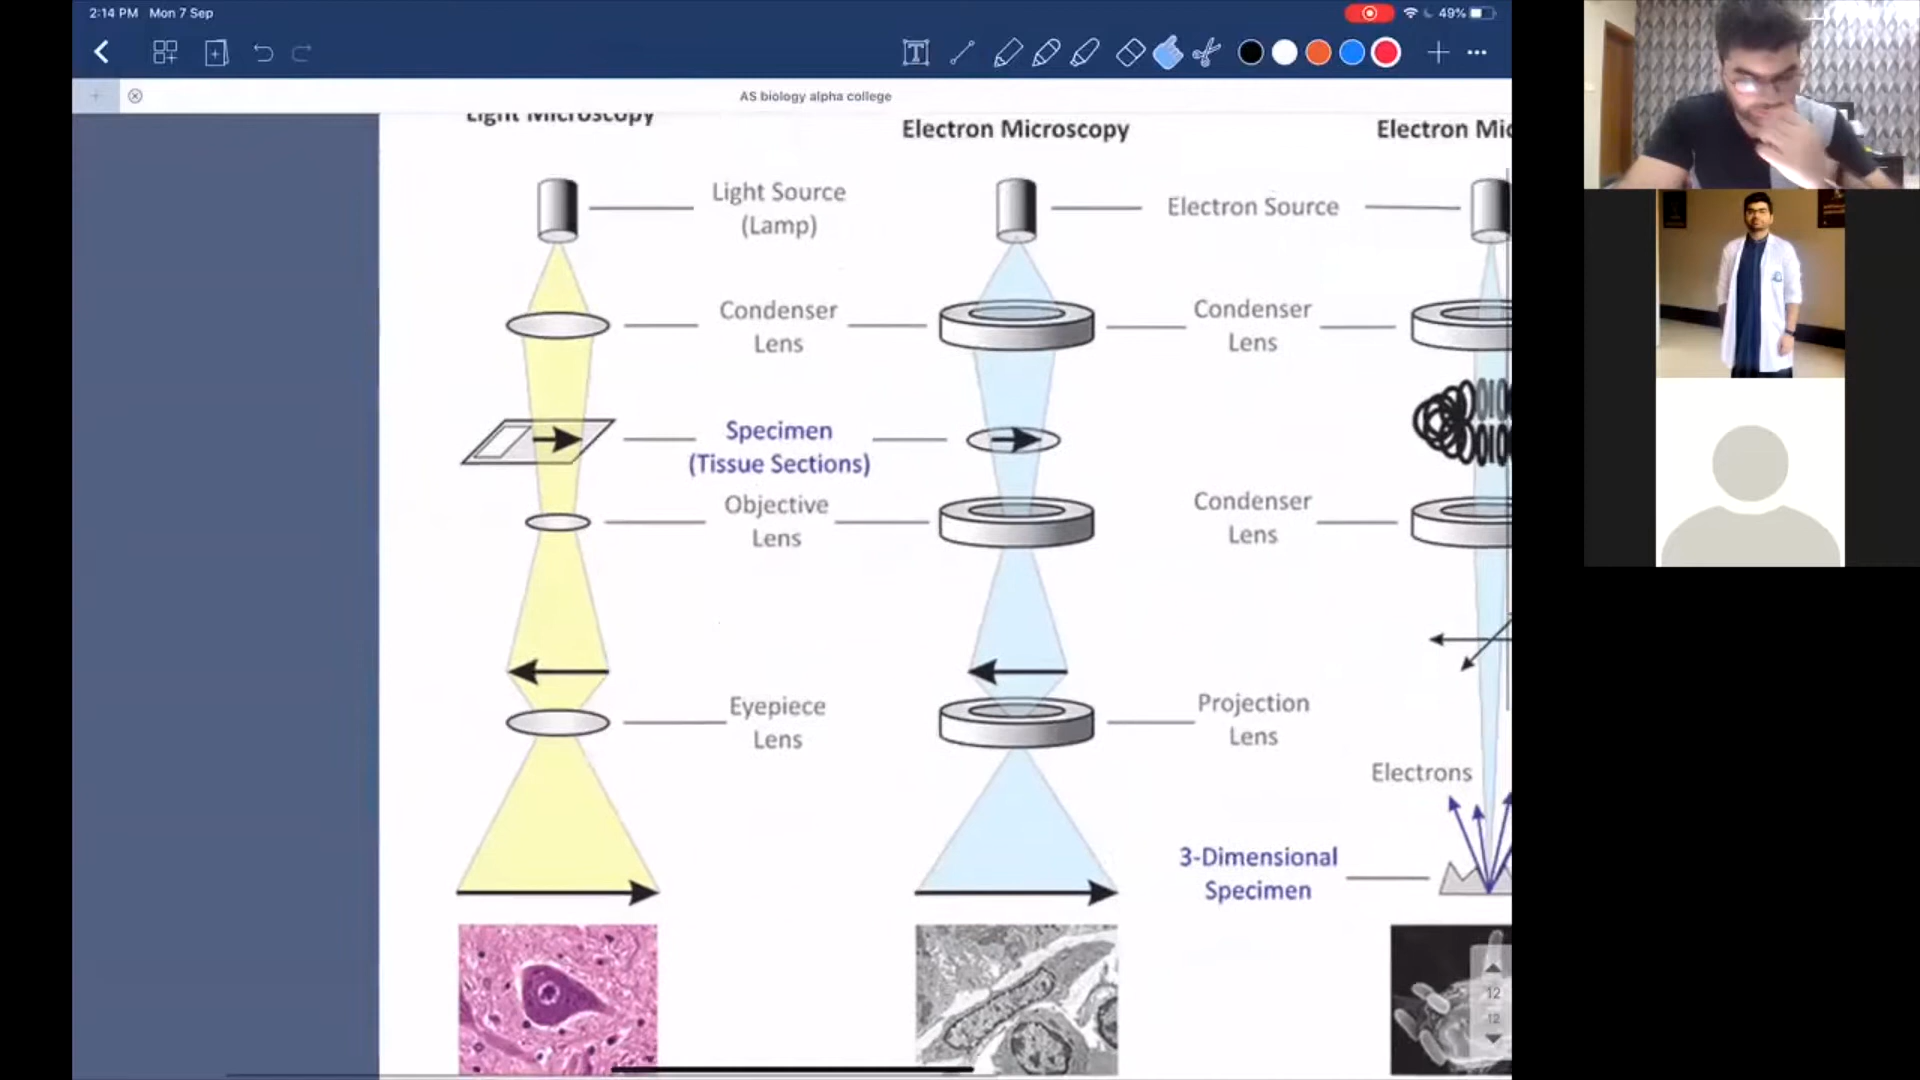 2:14 PM Mon 7 Sep
49%
AS biology alpha college
Light Microscopy
Electron Microscopy
Electron Mic
Light Source
(Lamp)
Electron Source
Condenser
Lens
Condenser
Lens
Specimen
(Tissue Sections)
Objective
Lens
Condenser
Lens
Eyepiece
Lens
Projection
Lens
Electrons
3-Dimensional
Specimen
12
12